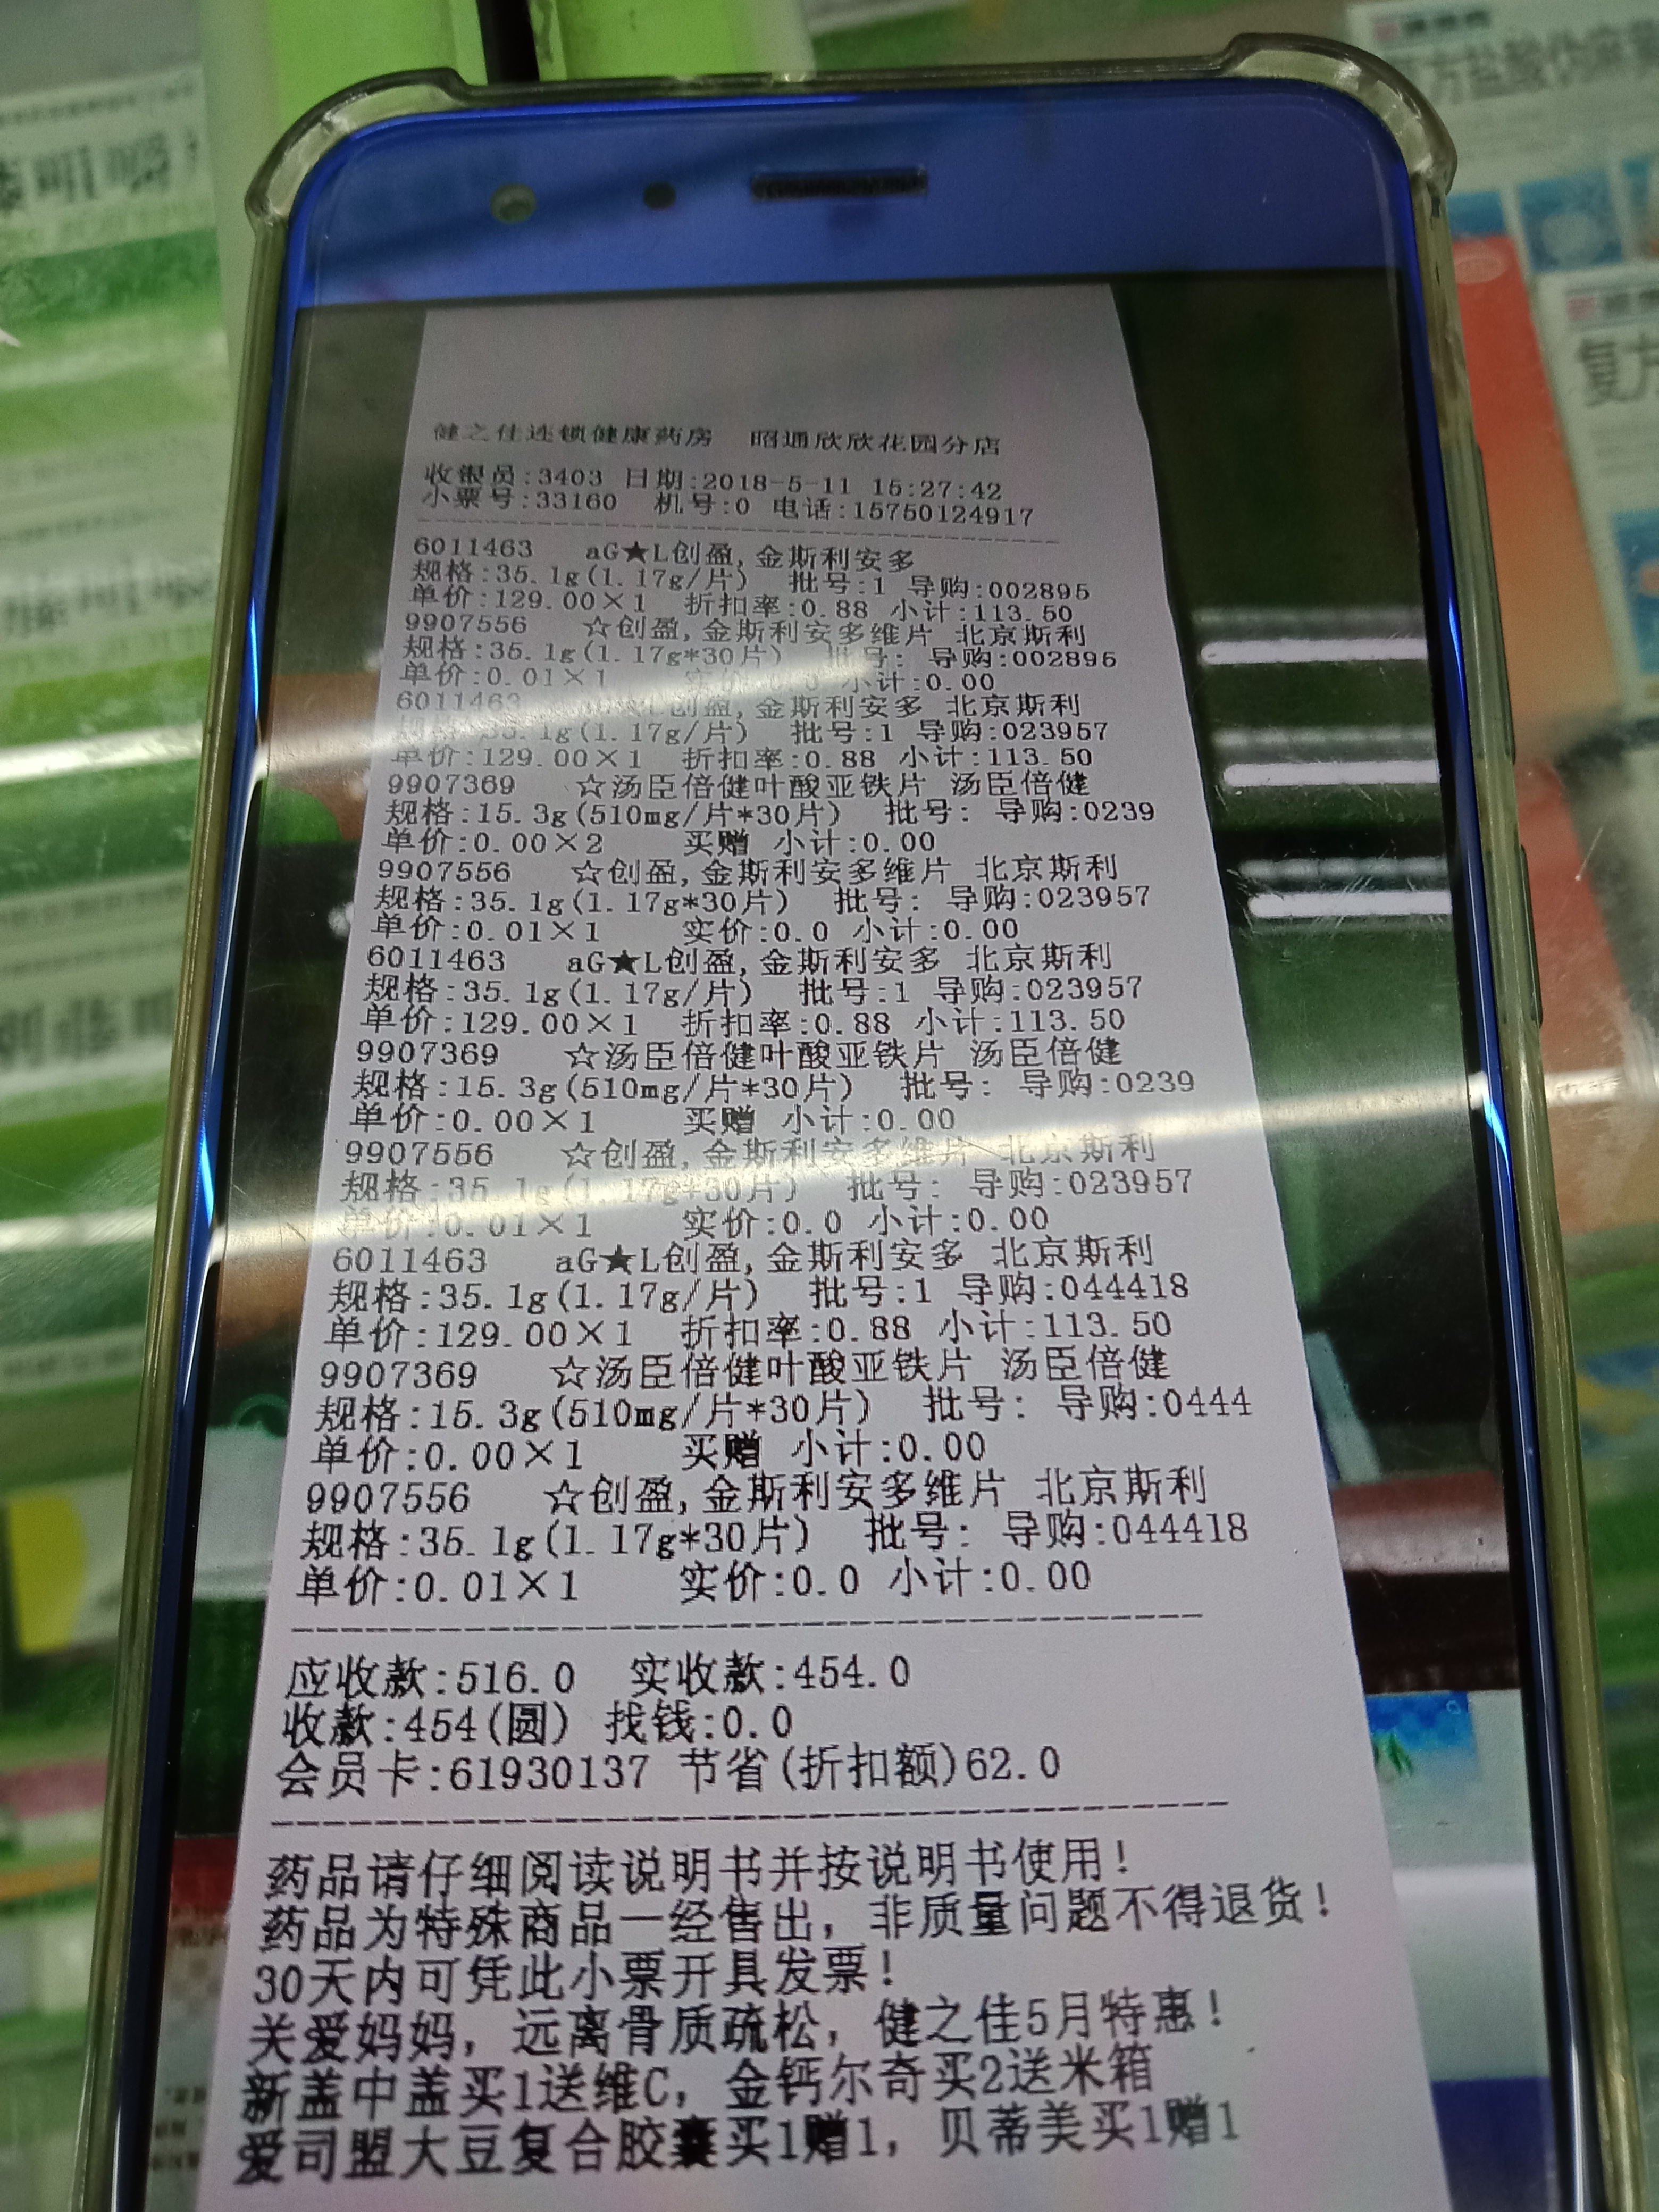 健之佳连锁健康药房 昭通欣欣花园分店
收银员:3403 日期:2018-5-11 15:27:42
小票号:33160 机号:0 电话:15750124917
6011463 aG★L创盈,金斯利安多
规格:35.1g(1.17g/片) 批号:1 导购:002895
单价:129.00×1 折扣率:0.88 小计:113.50
9907556 ☆创盈,金斯利安多维片 北京斯利
规格:35.1g(1.17g*30片) 批号: 导购:002895
单价:0.01×1 小计:0.00
6011463 L创盈,金斯利安多 北京斯利
规格:35.1g(1.17g/片) 批号:1 导购:023957
单价:129.00×1 折扣率:0.88 小计:113.50
9907369 ☆汤臣倍健叶酸亚铁片 汤臣倍健
规格:15.3g(510mg/片*30片) 批号: 导购:0239
单价:0.00×2 买赠 小计:0.00
9907556 ☆创盈,金斯利安多维片 北京斯利
规格:35.1g(1.17g*30片) 批号: 导购:023957
单价:0.01×1 实价:0.0 小计:0.00
6011463 aG★L创盈,金斯利安多 北京斯利
规格:35.1g(1.17g/片) 批号:1 导购:023957
单价:129.00×1 折扣率:0.88 小计:113.50
9907369 ☆汤臣倍健叶酸亚铁片 汤臣倍健
规格:15.3g(510mg/片*30片) 批号: 导购:0239
单价:0.00×1 买赠 小计:0.00
9907556 ☆创盈,金斯利安多维片 北京斯利
规格:35.1g(1.17g*30片) 批号: 导购:023957
单价:0.01×1 实价:0.0 小计:0.00
6011463 aG★L创盈,金斯利安多 北京斯利
规格:35.1g(1.17g/片) 批号:1 导购:044418
单价:129.00×1 折扣率:0.88 小计:113.50
9907369 ☆汤臣倍健叶酸亚铁片 汤臣倍健
规格:15.3g(510mg/片*30片) 批号: 导购:0444
单价:0.00×1 买赠 小计:0.00
9907556 ☆创盈,金斯利安多维片 北京斯利
规格:35.1g(1.17g*30片) 批号: 导购:044418
单价:0.01×1 实价:0.0 小计:0.00
应收款:516.0 实收款:454.0
收款:454(圆) 找钱:0.0
会员卡:61930137 节省(折扣额)62.0
药品请仔细阅读说明书并按说明书使用!
药品为特殊商品一经售出, 非质量问题不得退货!
30天内可凭此小票开具发票!
关爱妈妈, 远离骨质疏松, 健之佳5月特惠!
新盖中盖买1送维C, 金钙尔奇买2送米箱
爱司盟大豆复合胶囊买1赠1, 贝蒂美买1赠1
复方